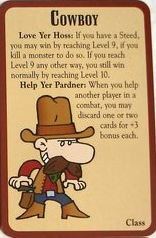 COWBOY
Love Yer Hoss: If you have a Steed,
you may win by reaching Level 9, if you
kill a monster to do so. If you reach
Level 9 any other way, you still win
normally by reaching Level 10.
Help Yer Pardner: When you help
another player in a
combat, you may
discard one or two
cards for +3
bonus each.
Class